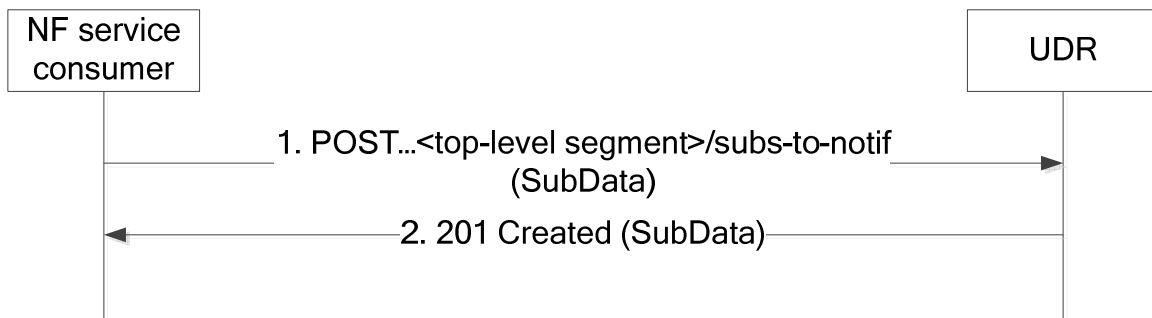 NF service
consumer
UDR
1. POST...<top-level segment>/subs-to-notif
(SubData)
2. 201 Created (SubData)